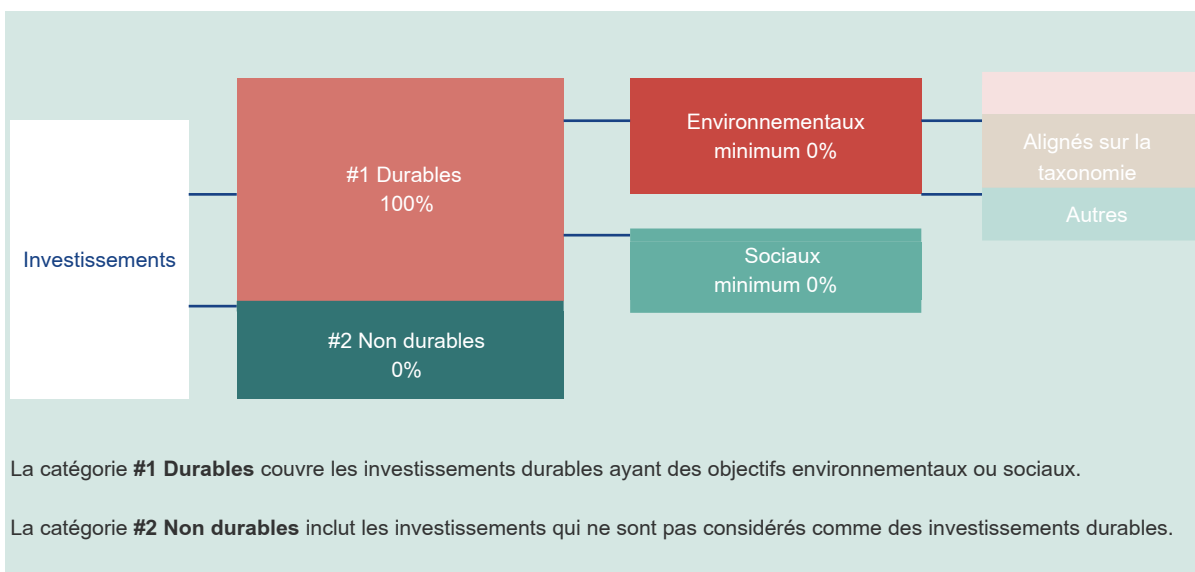 Investissements
#1 Durables
100%
#2 Non durables
0%
Environnementaux
minimum 0%
Sociaux
minimum 0%
Alignés sur la
taxonomie
Autres
La catégorie #1 Durables couvre les investissements durables ayant des objectifs environnementaux ou sociaux.
La catégorie #2 Non durables inclut les investissements qui ne sont pas considérés comme des investissements durables.